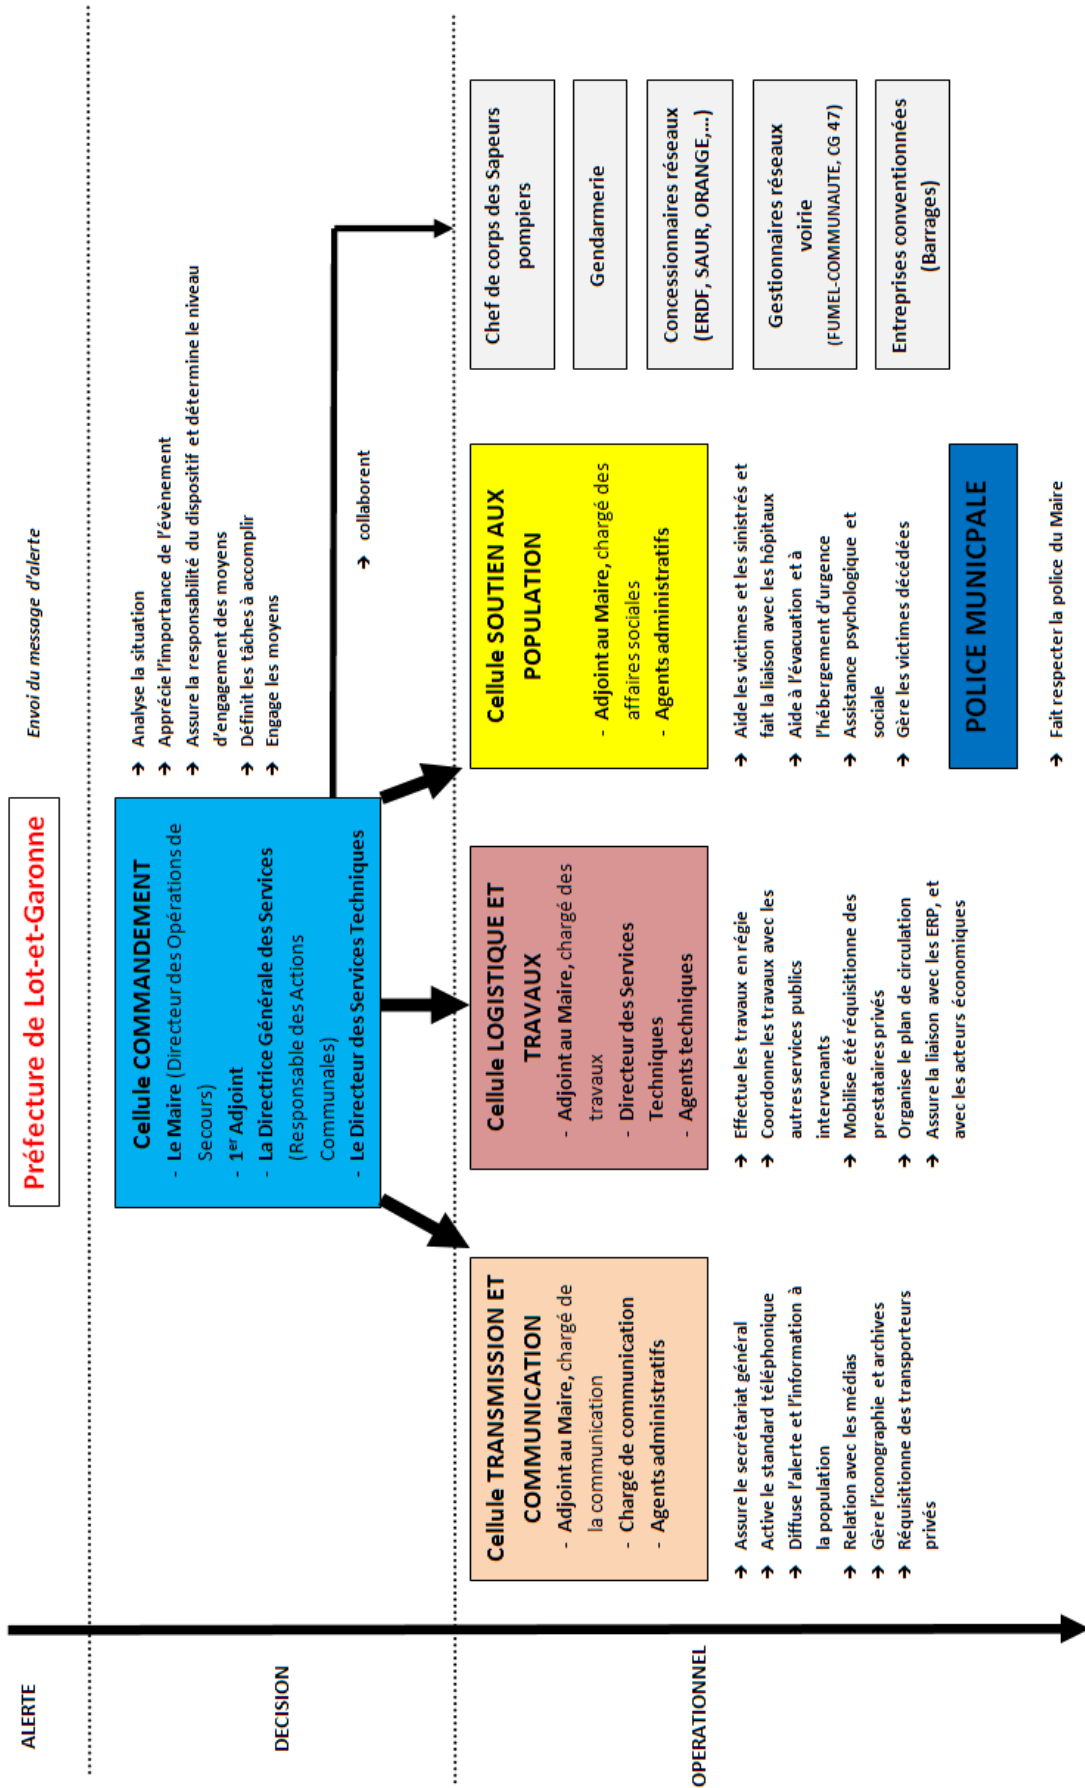 ALERTE
Préfecture de Lot-et-Garonne
Envoi du message d'alerte
DECISION
Cellule COMMANDEMENT
- Le Maire (Directeur des Opérations de
Secours)
- 1er Adjoint
- La Directrice Générale des Services
(Responsable des Actions
Communales)
- Le Directeur des Services Techniques
→ Analyse la situation
→ Apprécie l'importance de l'évènement
→ Assure la responsabilité du dispositif et détermine le niveau
d'engagement des moyens
→ Définit les tâches à accomplir
→ Engage les moyens
→ collaborent
OPERATIONNEL
Cellule TRANSMISSION ET
COMMUNICATION
- Adjoint au Maire, chargé de
la communication
- Chargé de communication
- Agents administratifs
→ Assure le secrétariat général
→ Active le standard téléphonique
→ Diffuse l'alerte et l'information à
la population
→ Relation avec les médias
→ Gère l'iconographie et archives
→ Réquisitionne des transporteurs
privés
Cellule LOGISTIQUE ET
TRAVAUX
- Adjoint au Maire, chargé des
travaux
- Directeur des Services
Techniques
- Agents techniques
→ Effectue les travaux en régie
→ Coordonne les travaux avec les
autres services publics
intervenants
→ Mobilise été réquisitionne des
prestataires privés
→ Organise le plan de circulation
→ Assure la liaison avec les ERP, et
avec les acteurs économiques
Cellule SOUTIEN AUX
POPULATION
- Adjoint au Maire, chargé des
affaires sociales
- Agents administratifs
→ Aide les victimes et les sinistrés et
fait la liaison avec les hôpitaux
→ Aide à l'évacuation et à
l'hébergement d'urgence
→ Assistance psychologique et
sociale
→ Gère les victimes décédées
POLICE MUNICPALE
→ Fait respecter la police du Maire
Chef de corps des Sapeurs
pompiers
Gendarmerie
Concessionnaires réseaux
(ERDF, SAUR, ORANGE,...)
Gestionnaires réseaux
voirie
(FUMEL-COMMUNAUTE, CG 47)
Entreprises conventionnées
(Barrages)